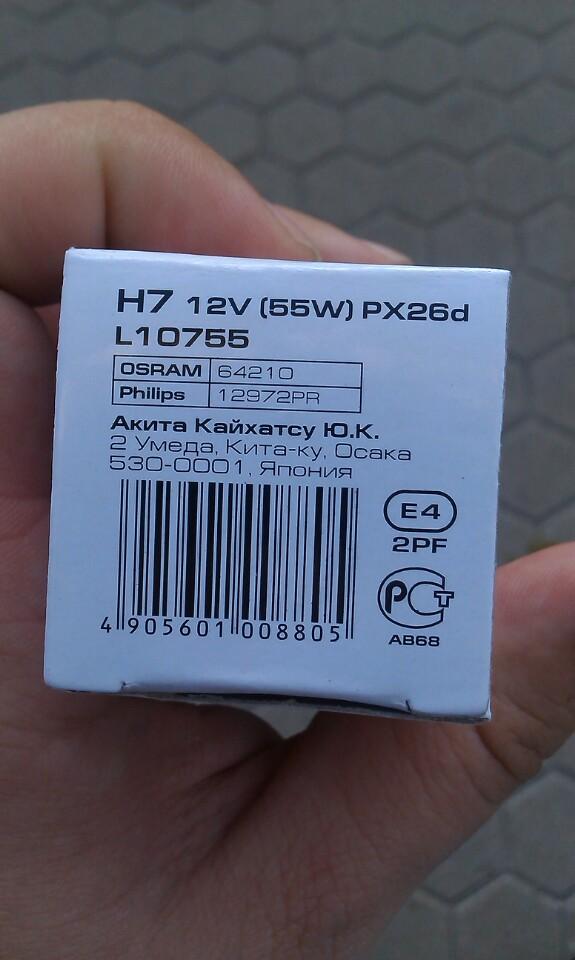 H7 12V (55W) PX26d
L10755
OSRAM 64210
Philips 12972PR
Акита Кайхатсу Ю.К.
2 Умеда, Кита-ку, Осака
530-0001, Япония
4 905601 008805
E4
2PF
РСТ
АВ68